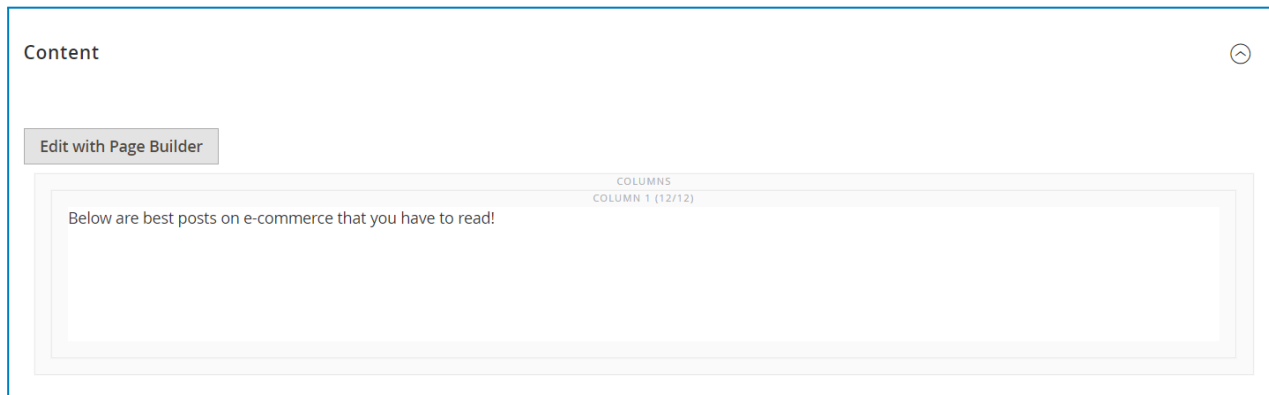 Content
Edit with Page Builder
COLUMNS
COLUMN 1 (12/12)
Below are best posts on e-commerce that you have to read!